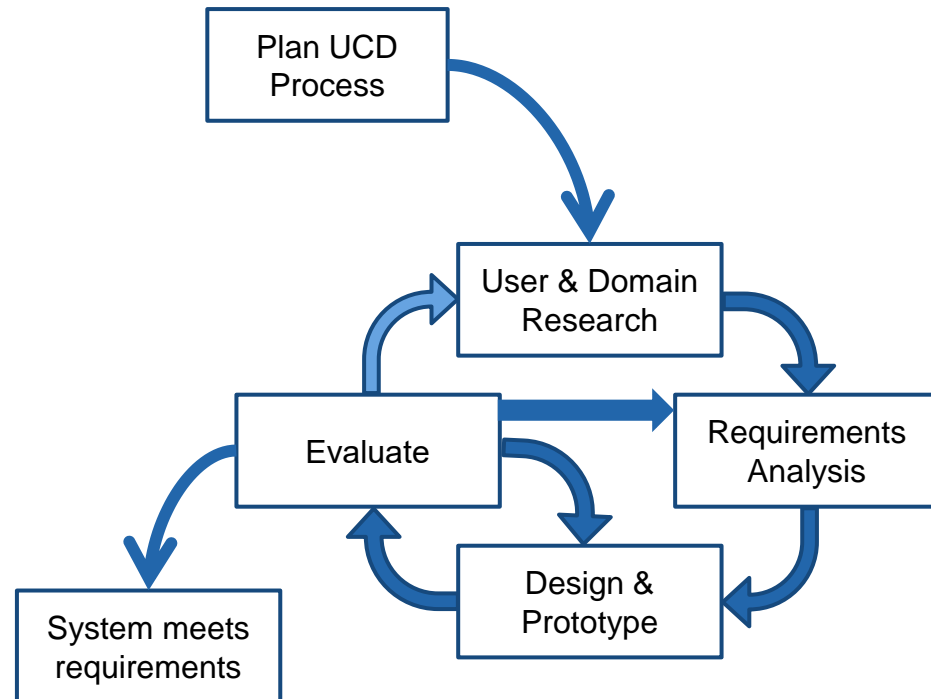 Plan UCD
Process
User & Domain
Research
Evaluate
Requirements
Analysis
Design &
Prototype
System meets
requirements